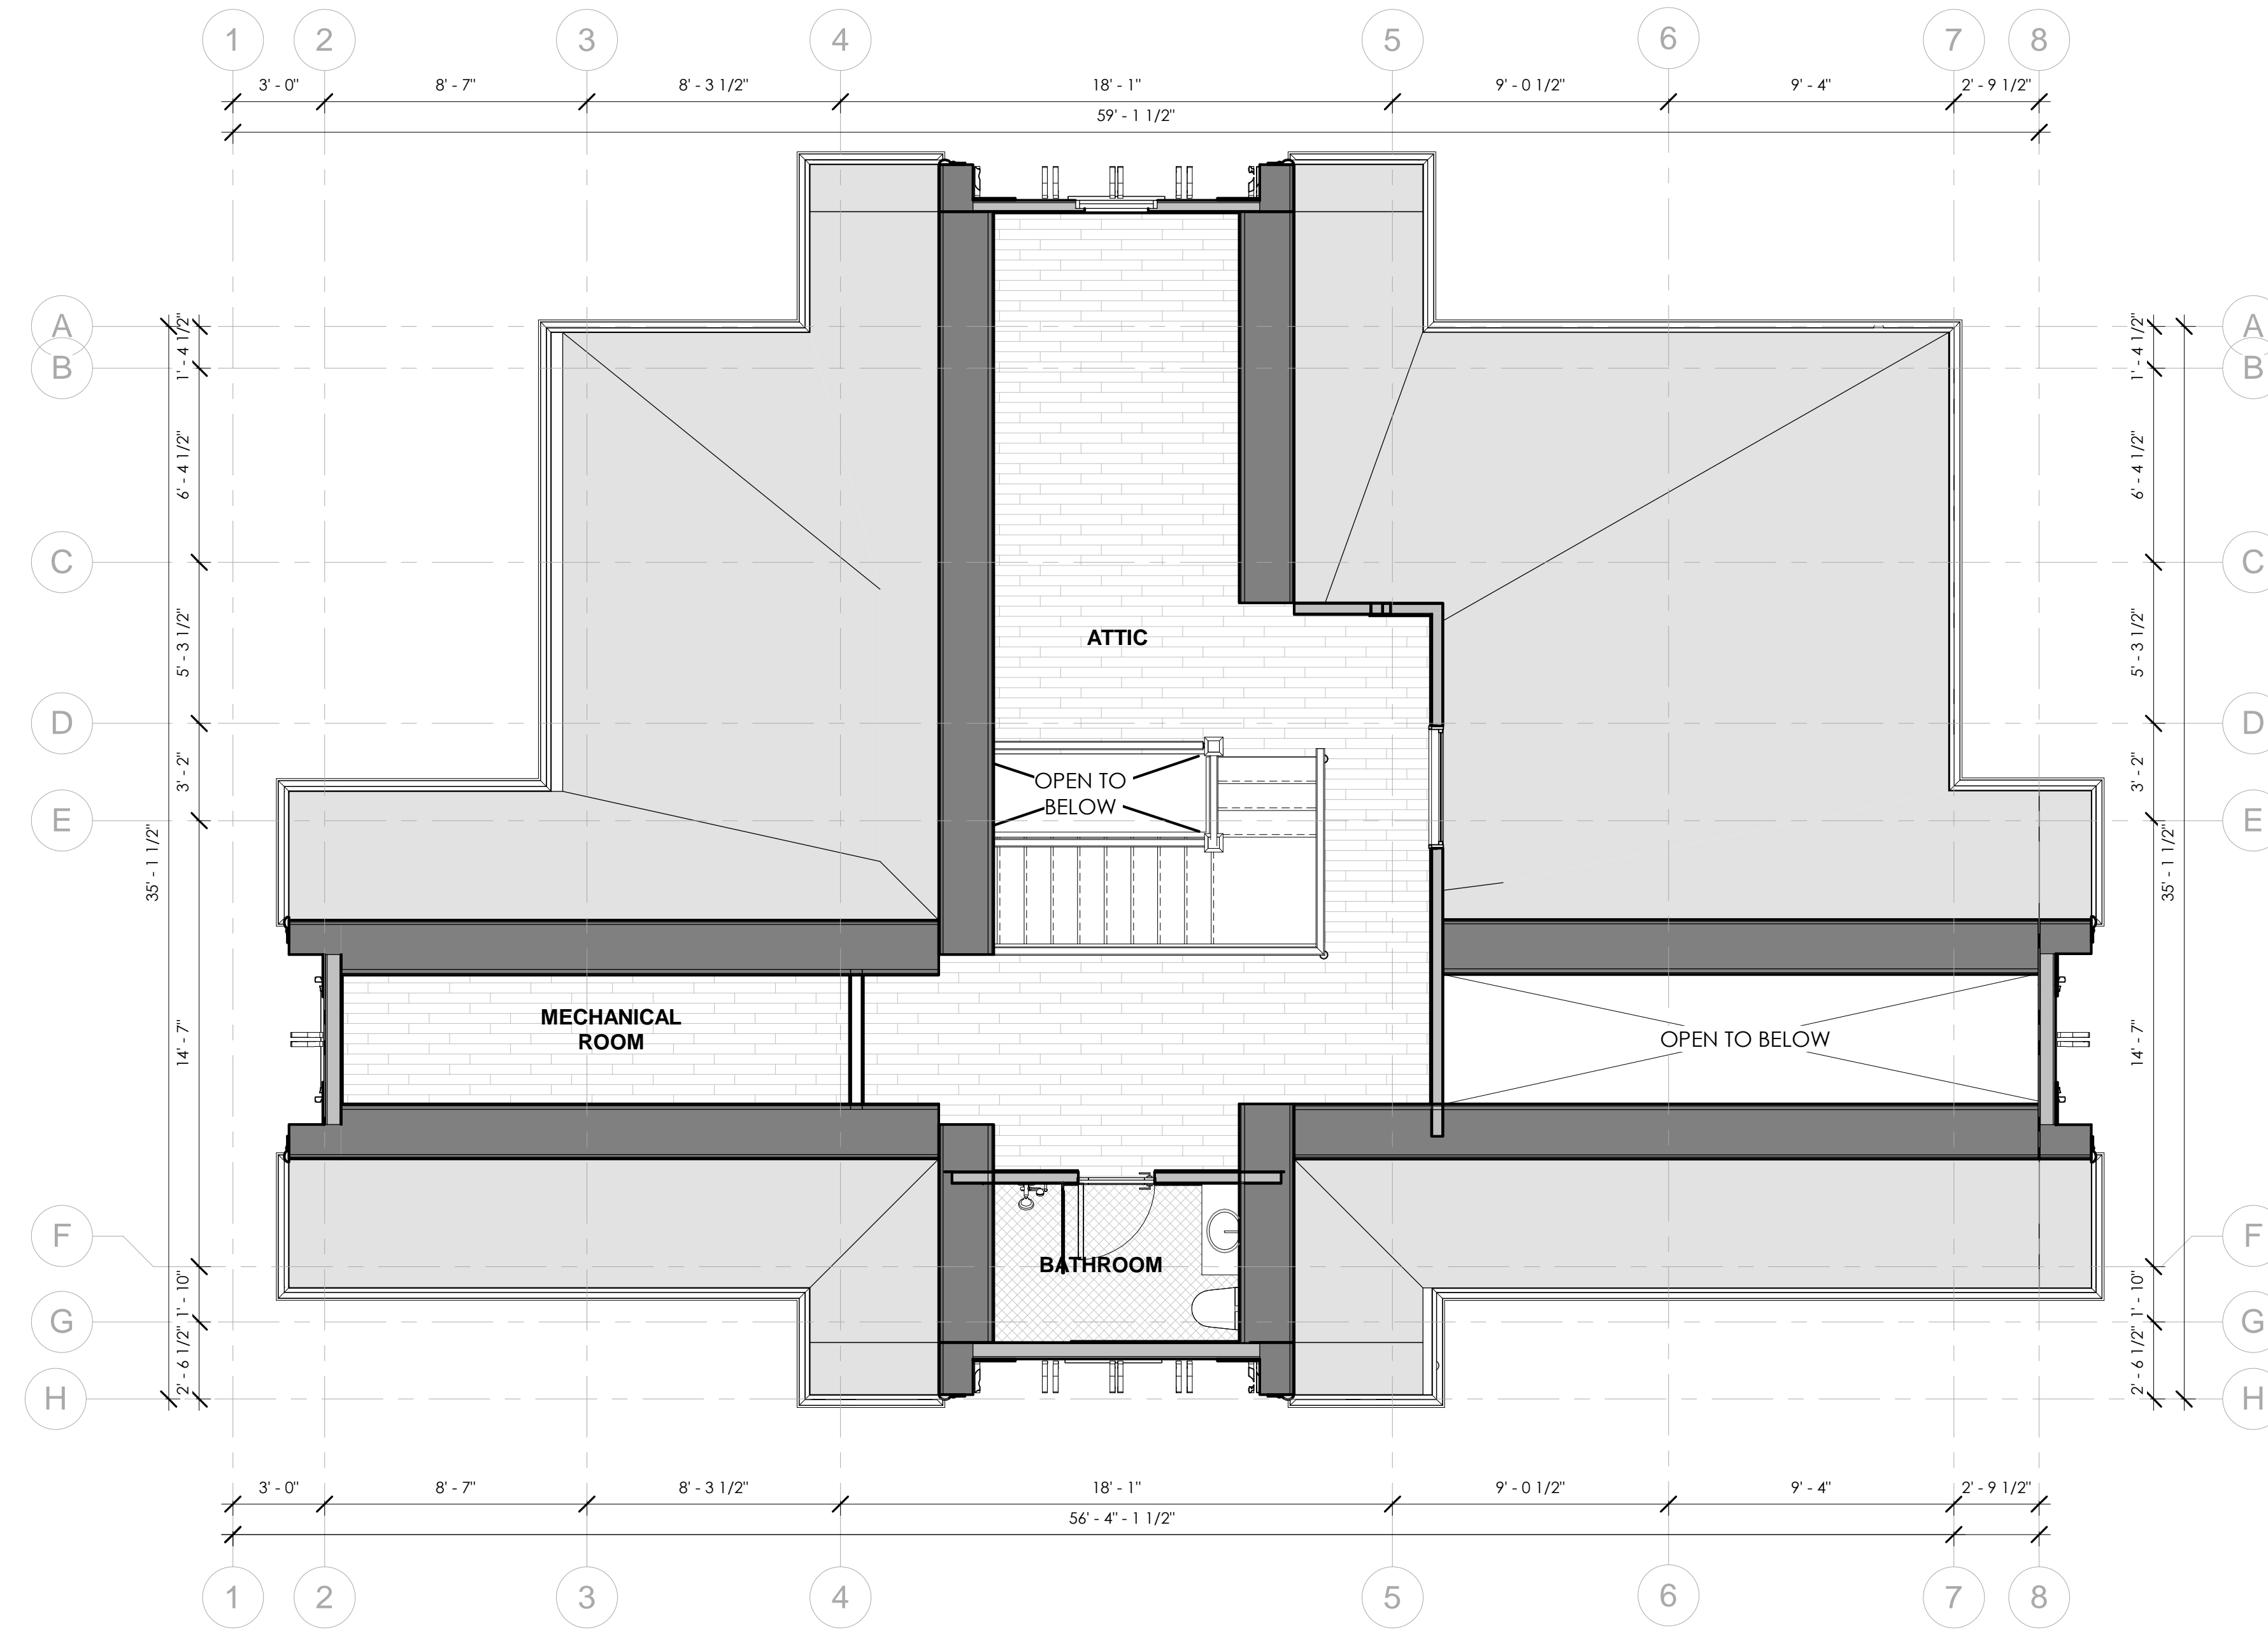 1 2 3 4 5 6 7 8
3' - 0" 8' - 7" 8' - 3 1/2" 18' - 1" 9' - 0 1/2" 9' - 4" 2' - 9 1/2"
59' - 1 1/2"
A
B
C
D
E
F
G
H
1' - 4 1/2"
6' - 4 1/2"
5' - 3 1/2"
3' - 2"
14' - 7"
1' - 10"
2' - 6 1/2"
35' - 1 1/2"
ATTIC
OPEN TO
BELOW
MECHANICAL
ROOM
OPEN TO BELOW
BATHROOM
A
B
C
D
E
F
G
H
1' - 4 1/2"
6' - 4 1/2"
5' - 3 1/2"
3' - 2"
14' - 7"
1' - 10"
2' - 6 1/2"
35' - 1 1/2"
3' - 0" 8' - 7" 8' - 3 1/2" 18' - 1" 9' - 0 1/2" 9' - 4" 2' - 9 1/2"
56' - 4" - 1 1/2"
1 2 3 4 5 6 7 8